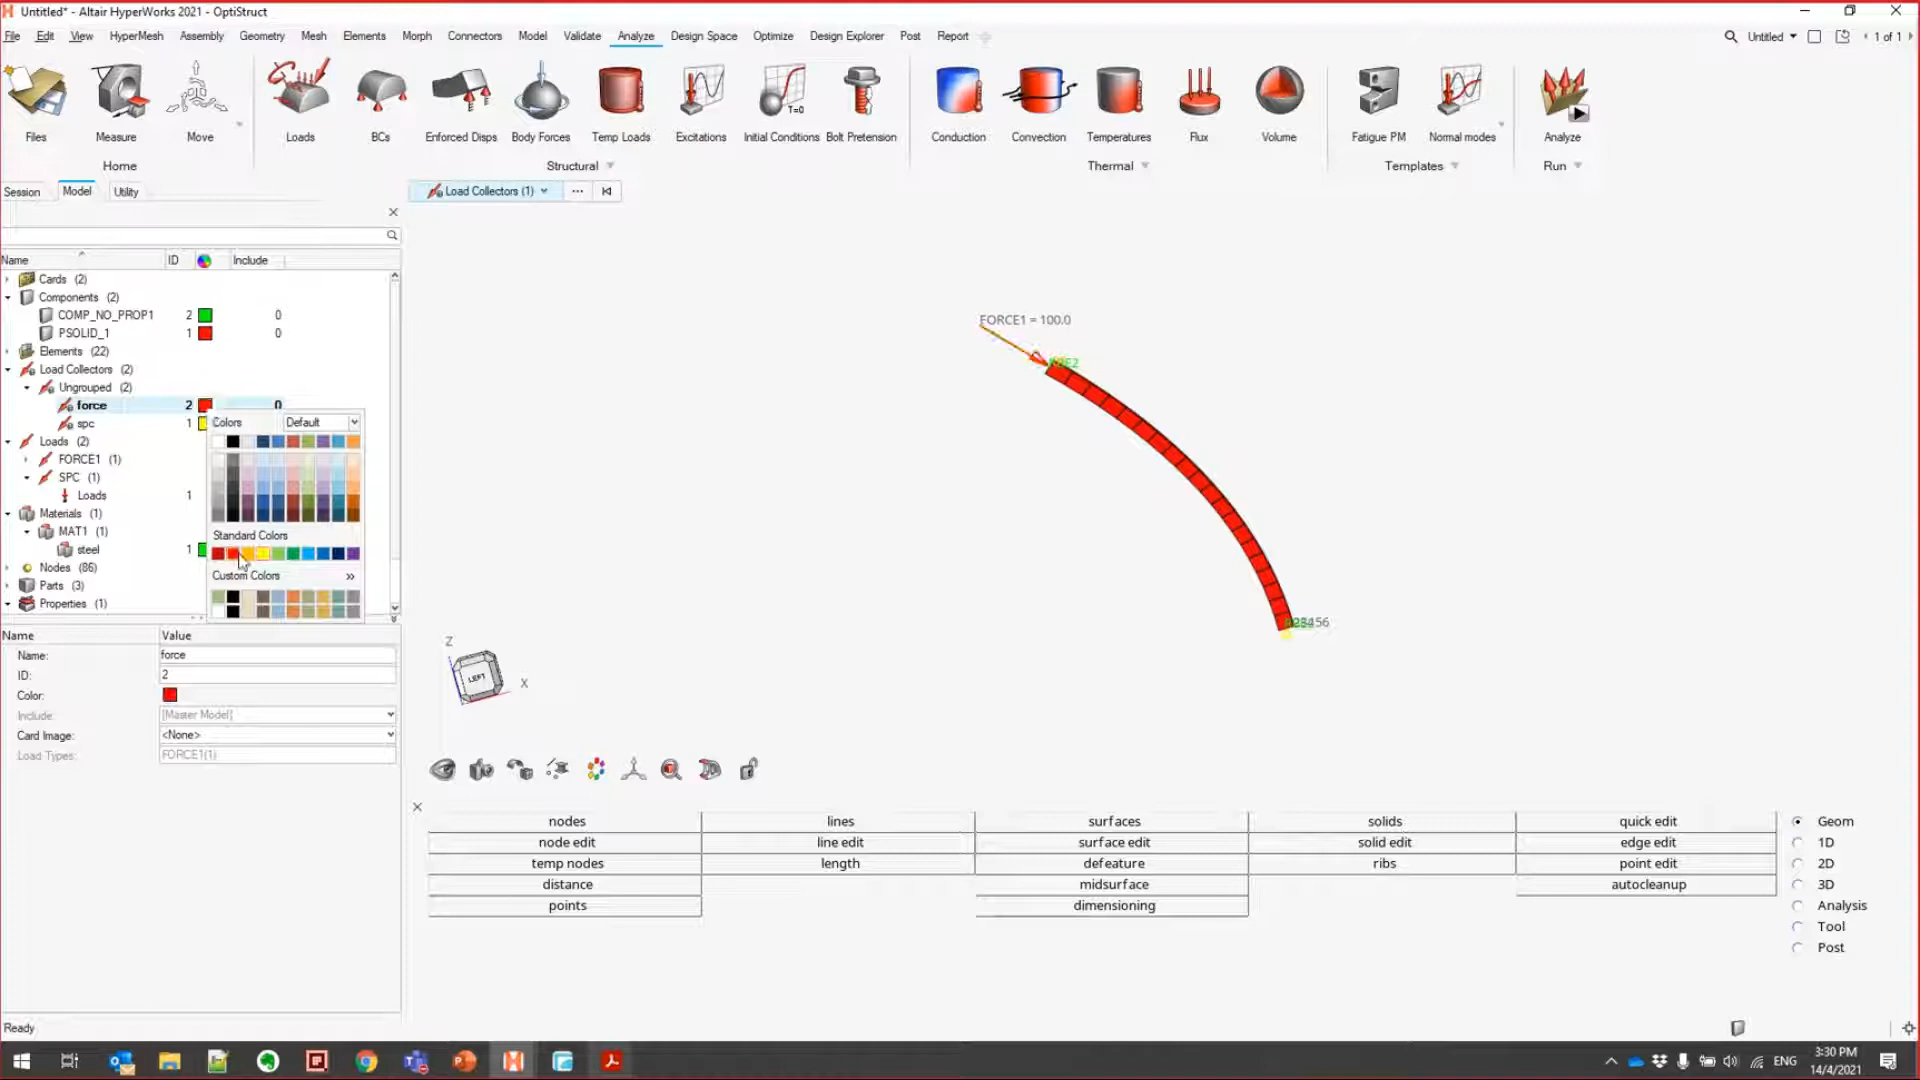 Untitled* - Altair HyperWorks 2021 - OptiStruct
File Edit View HyperMesh Assembly Geometry Mesh Elements Morph Connectors Model Validate Analyze Design Space Optimize Design Explorer Post Report Untitled 1 of 1
T=0
Files Measure Move Loads BCs Enforced Disps Body Forces Temp Loads Excitations Initial Conditions Bolt Pretension Conduction Convection Temperatures Flux Volume Fatigue PM Normal modes Analyze
Home Structural Thermal Templates Run
Session Model Utility Load Collectors (1)
Name ID Include
Cards (2)
Components (2)
COMP_NO_PROP1 2 0
PSOLID_1 1 0
Elements (22)
Load Collectors (2)
Ungrouped (2)
force 2 0
spc 1
Loads (2)
FORCE1 (1)
SPC (1)
Loads 1
Materials (1)
MAT1 (1)
steel 1
Nodes (86)
Parts (3)
Properties (1)
Colors Default
Standard Colors
Custom Colors
Name Value
Name: force
ID: 2
Color:
Include: [Master Model]
Card Image: <None>
Load Types: FORCE1(1)
FORCE1 = 100.0
Z
LEFT
X
nodes lines surfaces solids quick edit Geom
node edit line edit surface edit solid edit edge edit 1D
temp nodes length defeature ribs point edit 2D
distance midsurface autocleanup 3D
points dimensioning Analysis
Tool
Post
Ready
ENG
3:30 PM
14/4/2021